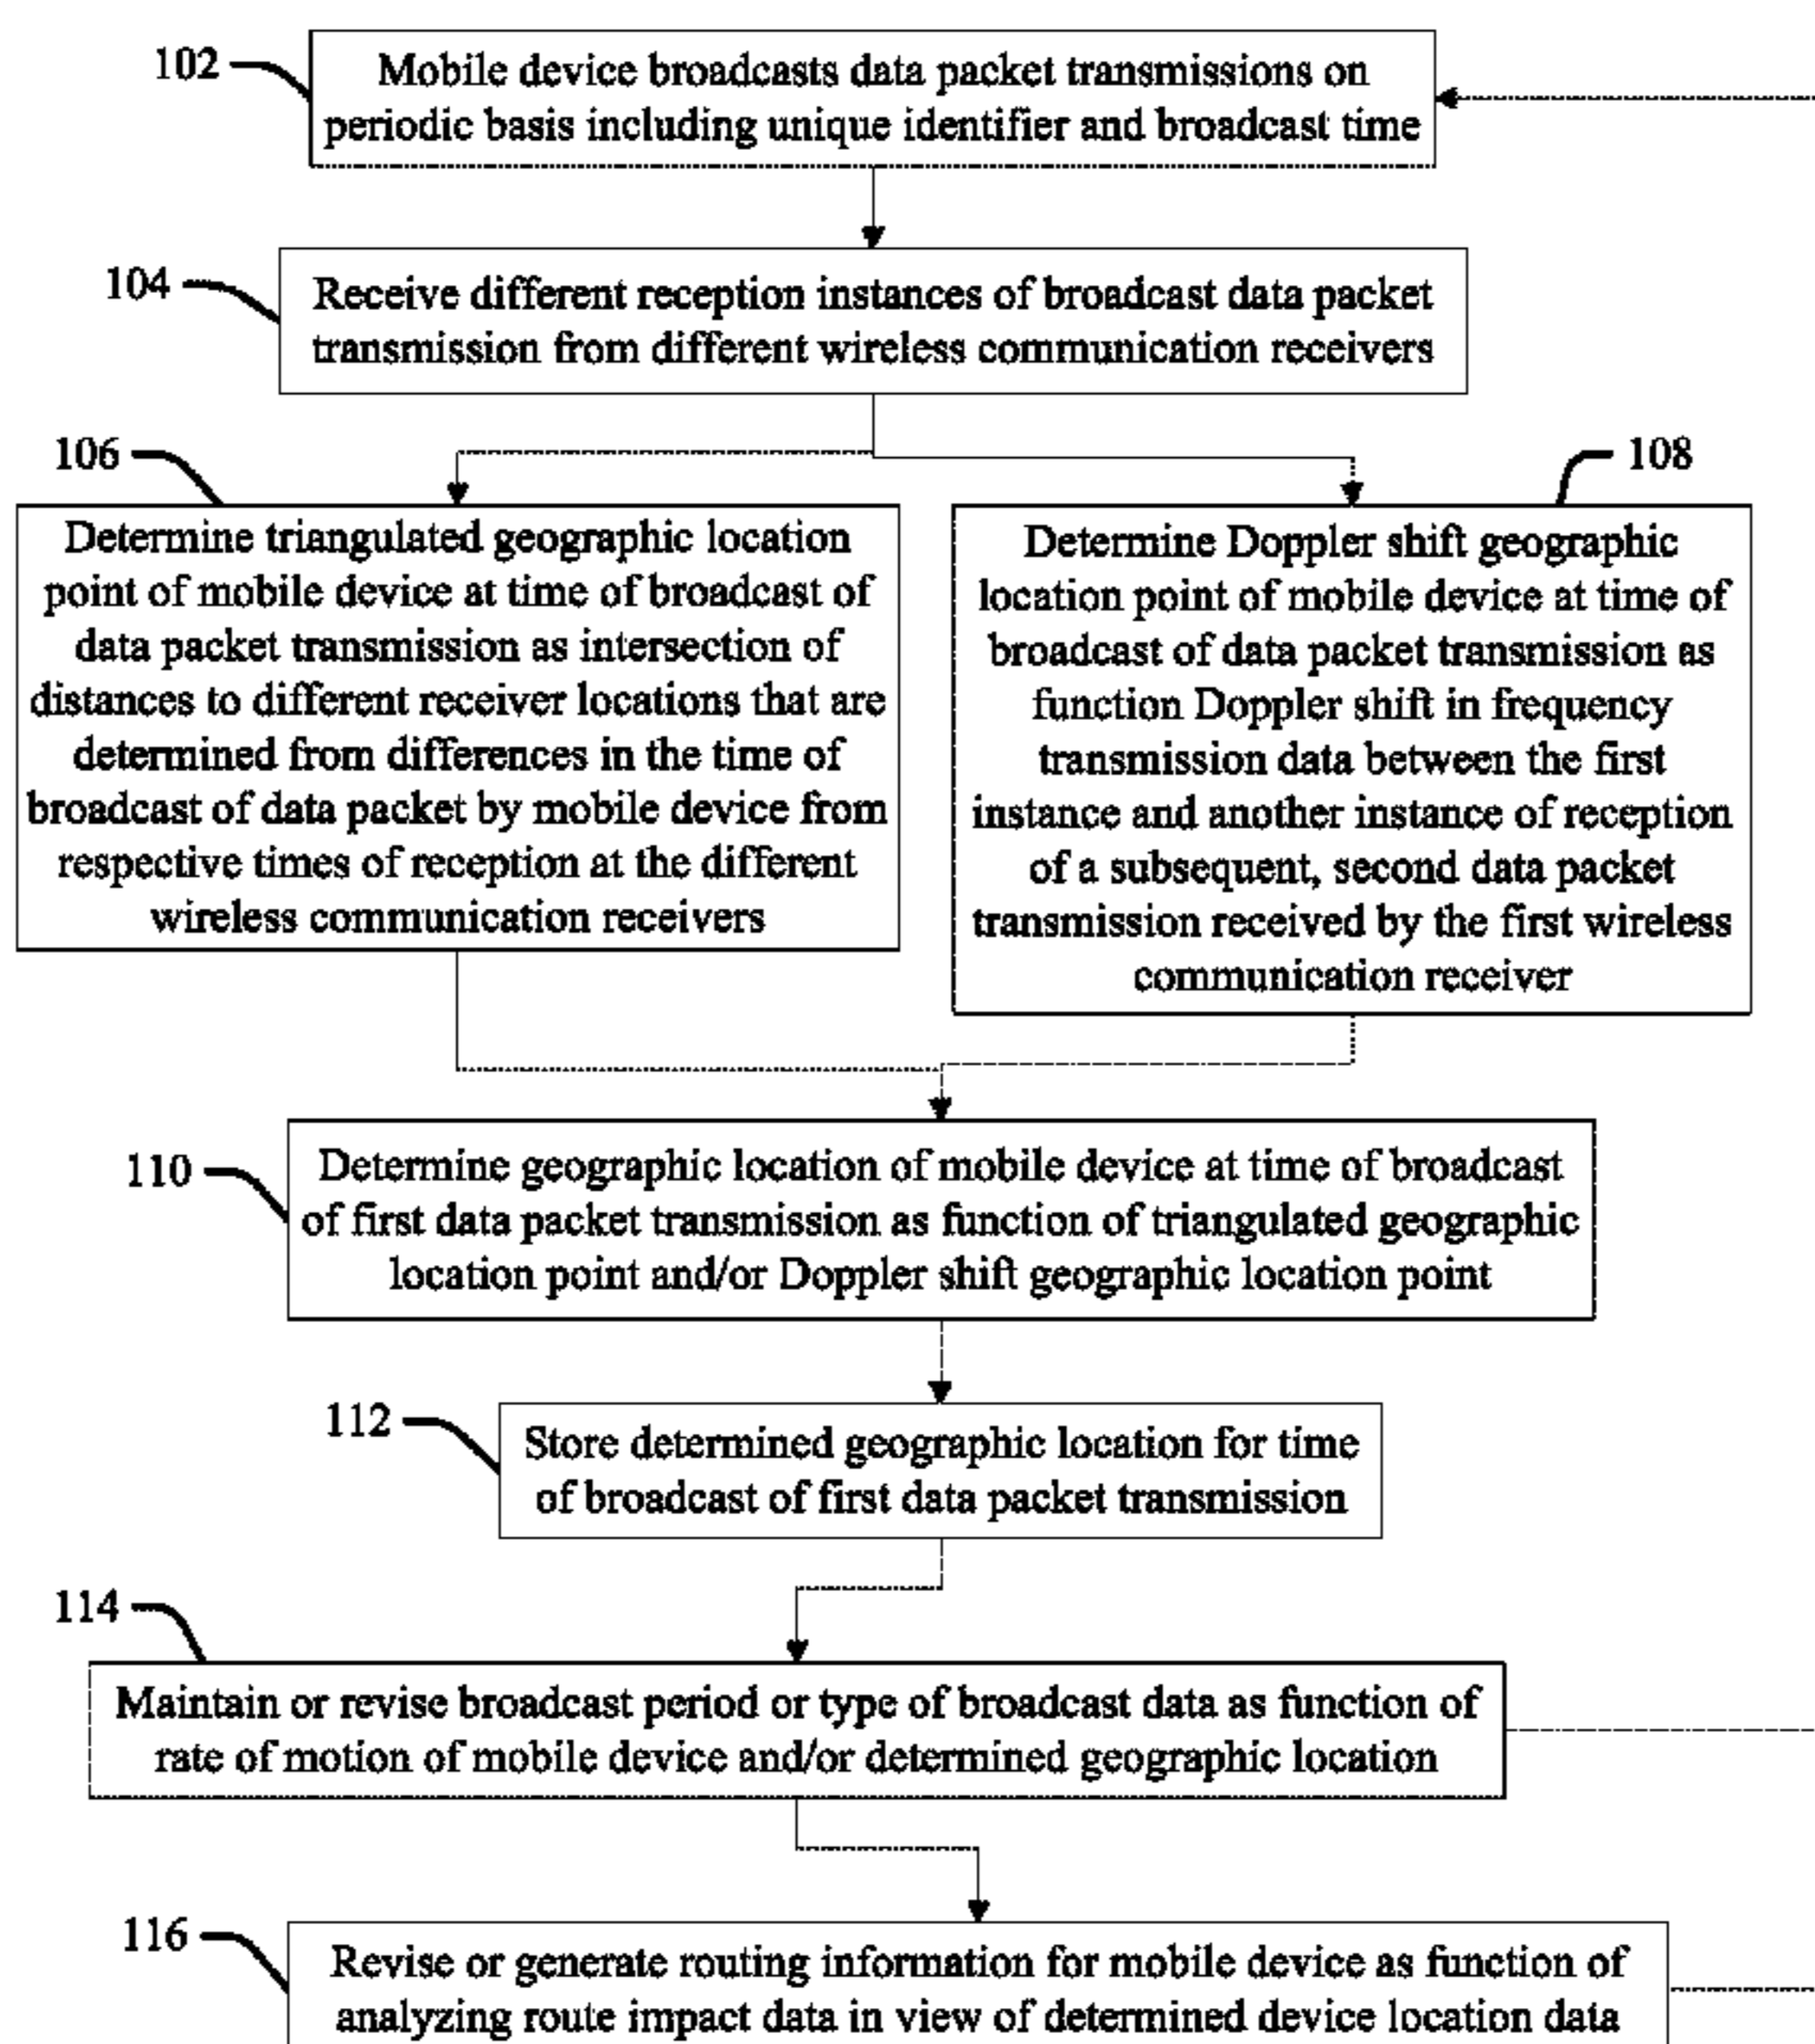 102
Mobile device broadcasts data packet transmissions on
periodic basis including unique identifier and broadcast time
104
Receive different reception instances of broadcast data packet
transmission from different wireless communication receivers
106
Determine triangulated geographic location
point of mobile device at time of broadcast of
data packet transmission as intersection of
distances to different receiver locations that are
determined from differences in the time of
broadcast of data packet by mobile device from
respective times of reception at the different
wireless communication receivers
108
Determine Doppler shift geographic
location point of mobile device at time of
broadcast of data packet transmission as
function Doppler shift in frequency
transmission data between the first
instance and another instance of reception
of a subsequent, second data packet
transmission received by the first wireless
communication receiver
110
Determine geographic location of mobile device at time of broadcast
of first data packet transmission as function of triangulated geographic
location point and/or Doppler shift geographic location point
112
Store determined geographic location for time
of broadcast of first data packet transmission
114
Maintain or revise broadcast period or type of broadcast data as function of
rate of motion of mobile device and/or determined geographic location
116
Revise or generate routing information for mobile device as function of
analyzing route impact data in view of determined device location data